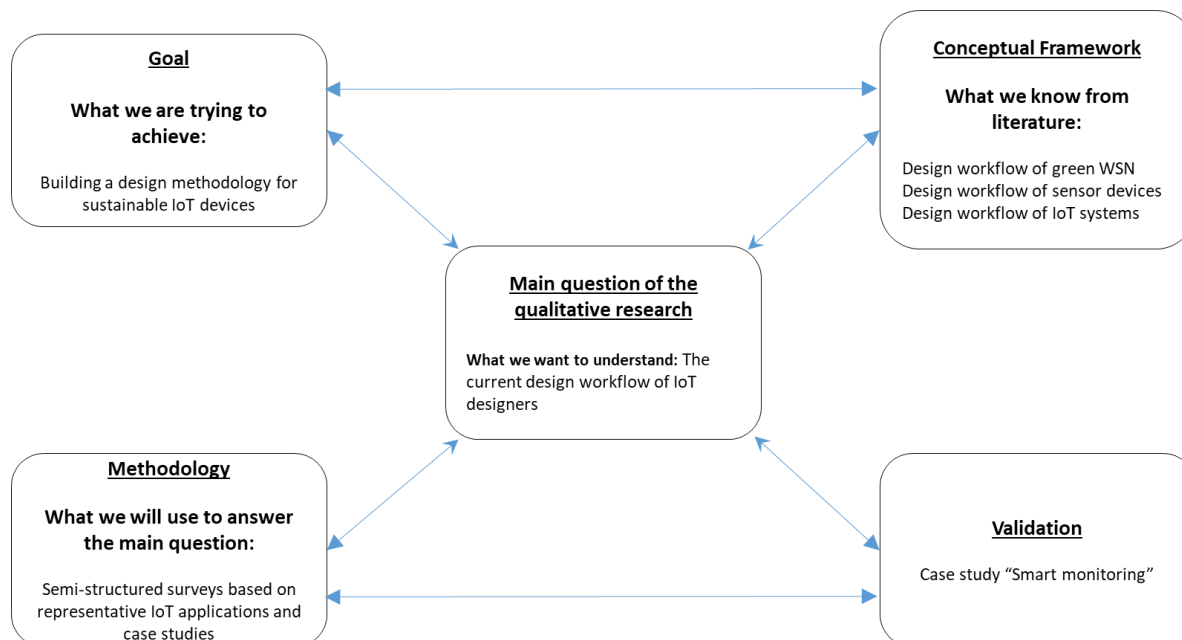 Goal
What we are trying to
achieve:
Building a design methodology for
sustainable IoT devices
Conceptual Framework
What we know from
literature:
Design workflow of green WSN
Design workflow of sensor devices
Design workflow of IoT systems
Main question of the
qualitative research
What we want to understand: The
current design workflow of IoT
designers
Methodology
What we will use to answer
the main question:
Semi-structured surveys based on
representative IoT applications and
case studies
Validation
Case study “Smart monitoring”